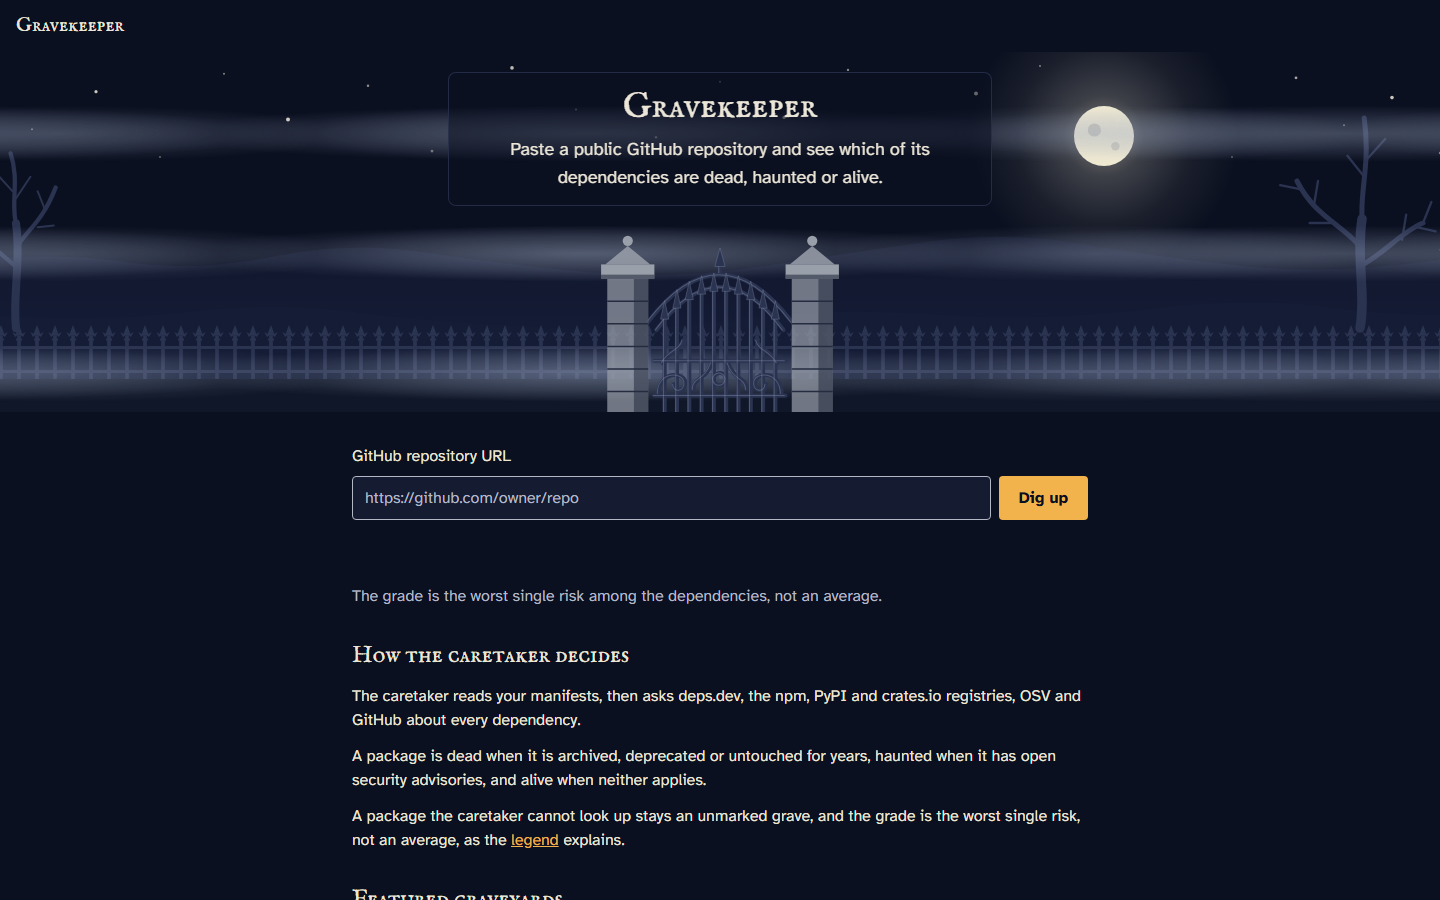 Gravekeeper
Gravekeeper
Paste a public GitHub repository and see which of its
dependencies are dead, haunted or alive.
GitHub repository URL
https://github.com/owner/repo
Dig up
The grade is the worst single risk among the dependencies, not an average.
How the caretaker decides
The caretaker reads your manifests, then asks deps.dev, the npm, PyPI and crates.io registries, OSV and
GitHub about every dependency.
A package is dead when it is archived, deprecated or untouched for years, haunted when it has open
security advisories, and alive when neither applies.
A package the caretaker cannot look up stays an unmarked grave, and the grade is the worst single risk,
not an average, as the legend explains.
Featured graveyards